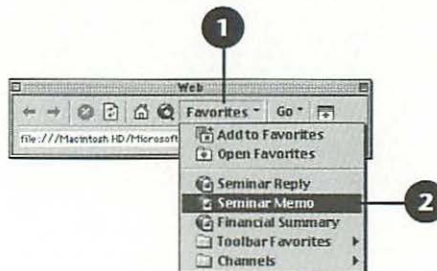 1
Web
Favorites Go
file:///Macintosh HD/Microsoft
Add to Favorites
Open Favorites
Seminar Reply
Seminar Memo
2
Financial Summary
Toolbar Favorites
Channels